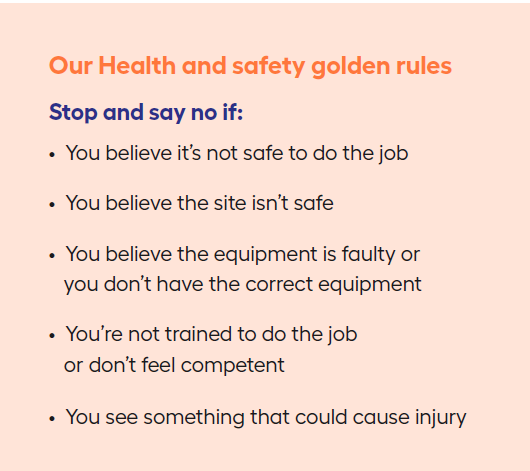 Our Health and safety golden rules
Stop and say no if:
• You believe it’s not safe to do the job
• You believe the site isn’t safe
• You believe the equipment is faulty or
you don’t have the correct equipment
• You’re not trained to do the job
or don’t feel competent
• You see something that could cause injury